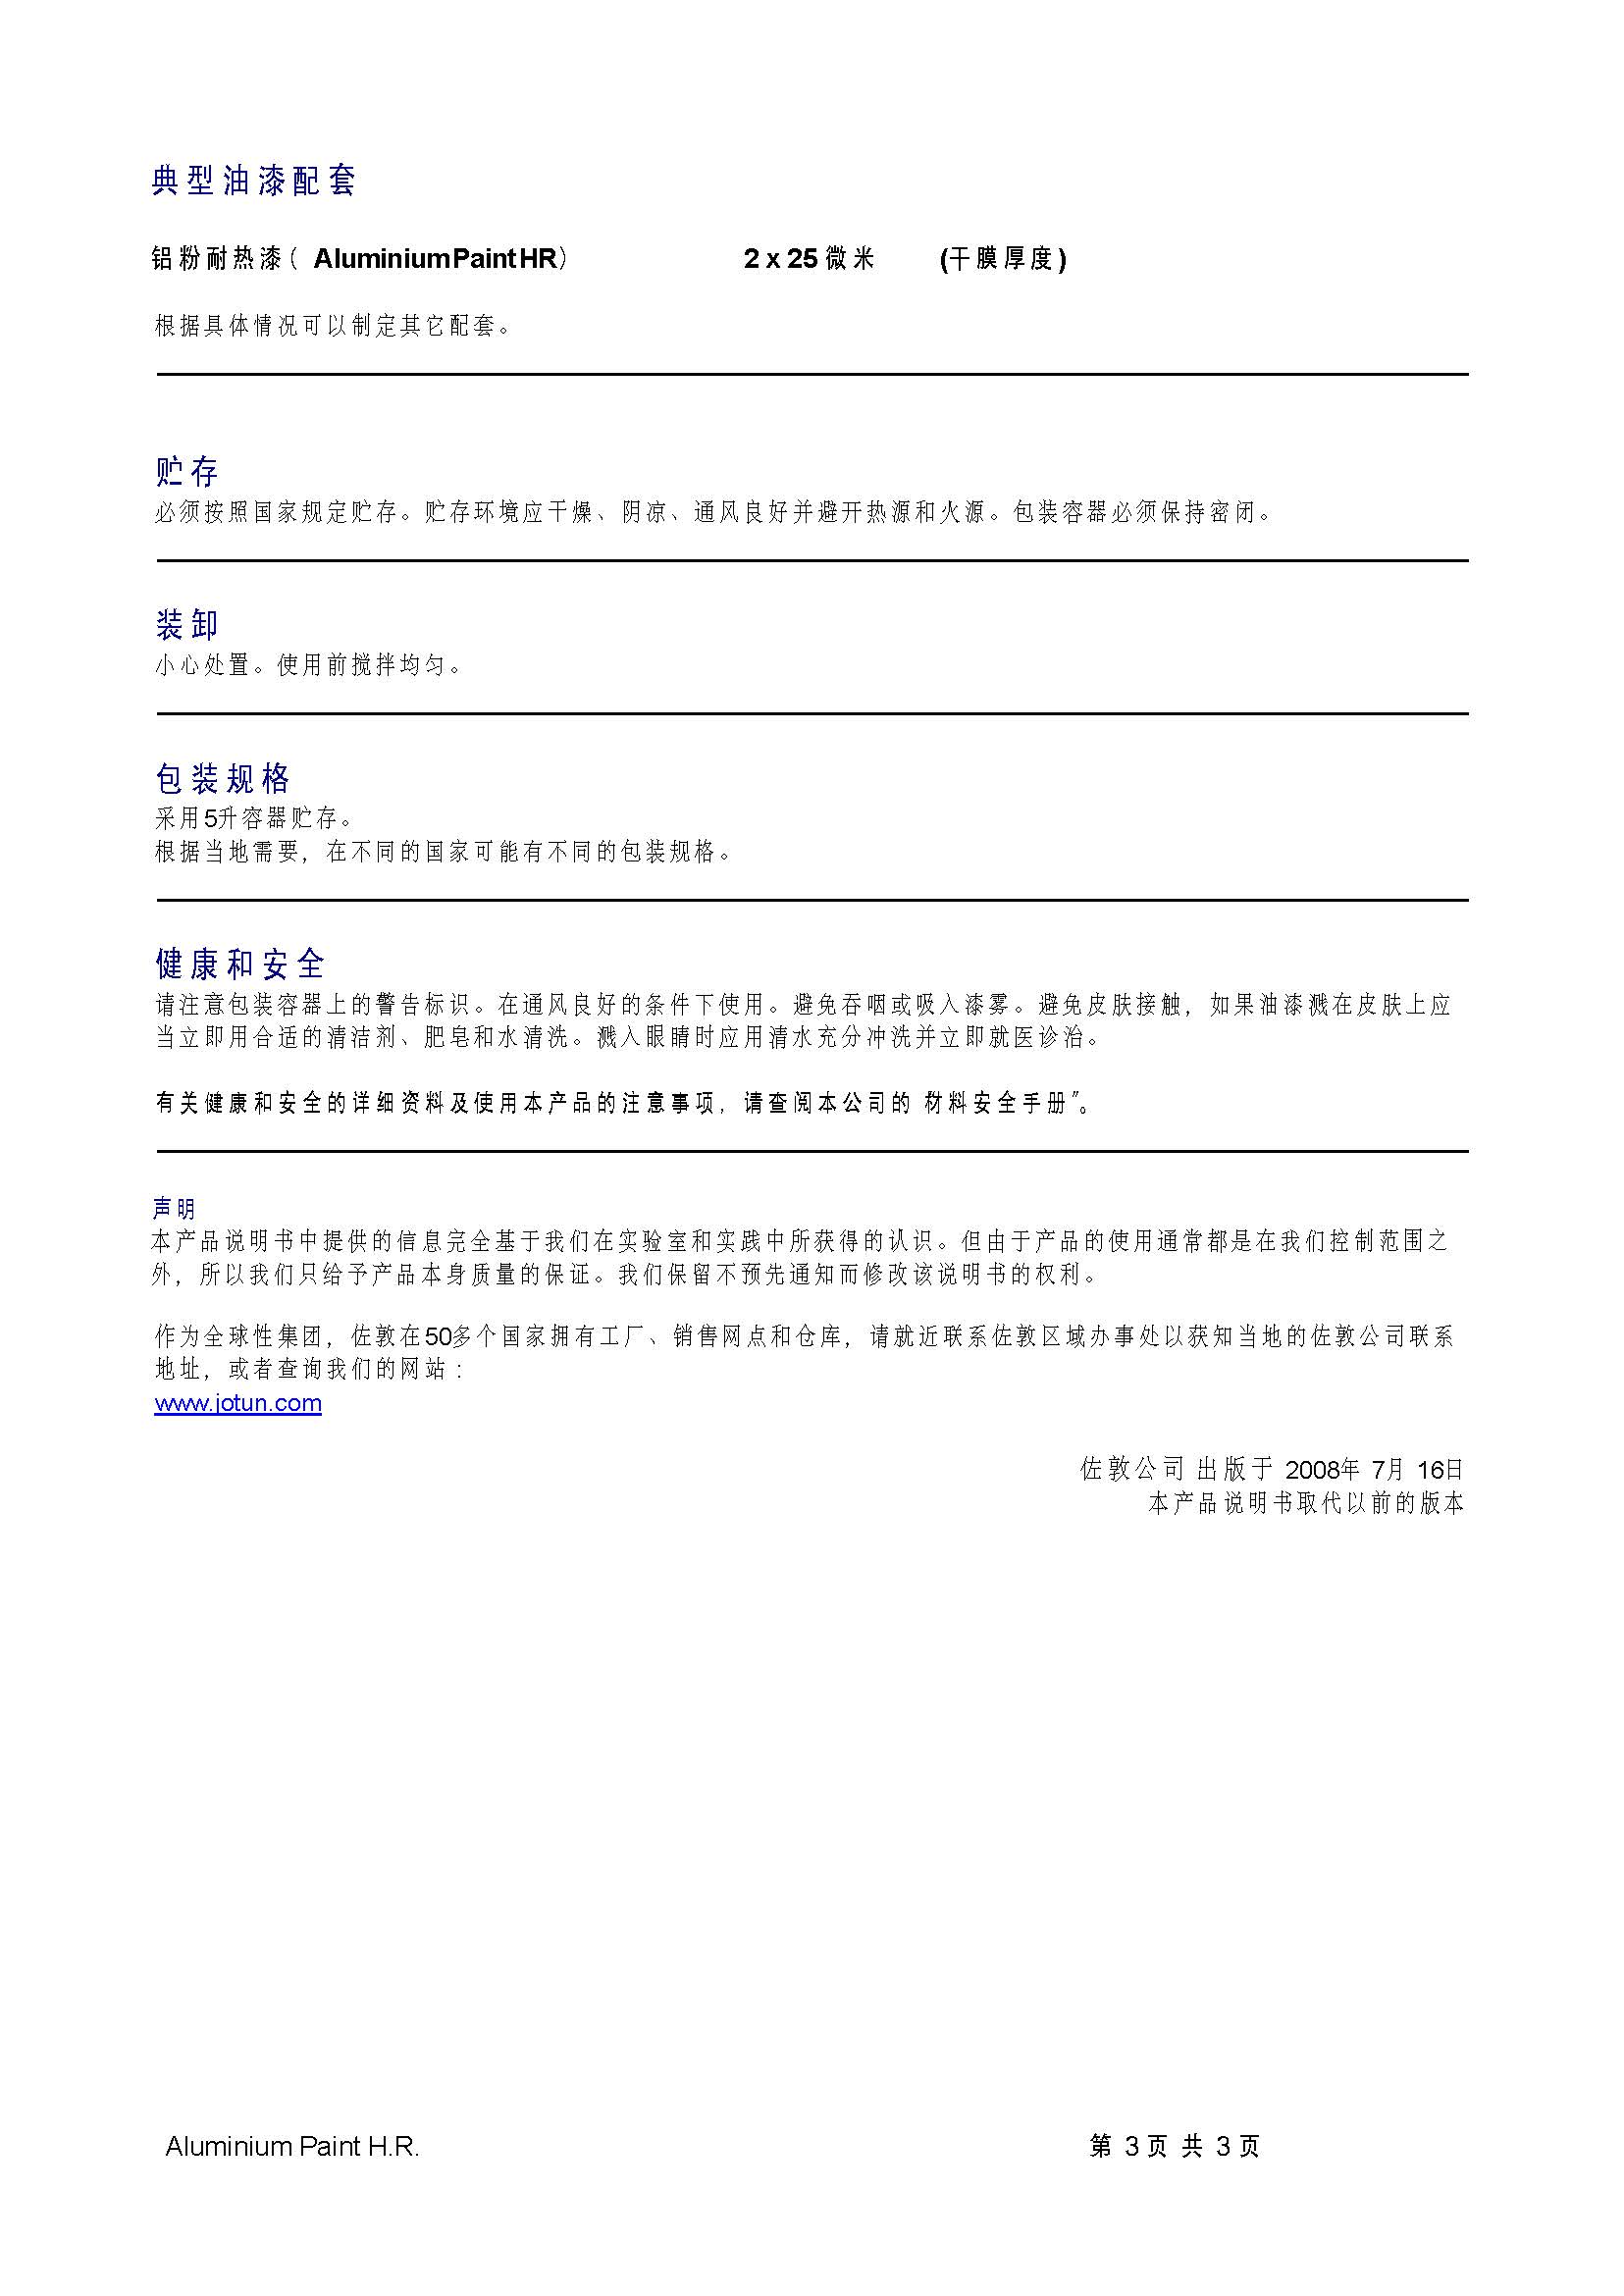 典型油漆配套
铝粉耐热漆( Aluminium Paint HR) 2 x 25 微米 (干膜厚度)
根据具体情况可以制定其它配套。
贮存
必须按照国家规定贮存。贮存环境应干燥、阴凉、通风良好并避开热源和火源。包装容器必须保持密闭。
装卸
小心处置。使用前搅拌均匀。
包装规格
采用5升容器贮存。
根据当地需要, 在不同的国家可能有不同的包装规格。
健康和安全
请注意包装容器上的警告标识。在通风良好的条件下使用。避免吞咽或吸入漆雾。避免皮肤接触, 如果油漆溅在皮肤上应
当立即用合适的清洁剂、肥皂和水清洗。溅入眼睛时应用清水充分冲洗并立即就医诊治。
有关健康和安全的详细资料及使用本产品的注意事项, 请查阅本公司的 材料安全手册"。
声明
本产品说明书中提供的信息完全基于我们在实验室和实践中所获得的认识。但由于产品的使用通常都是在我们控制范围之
外, 所以我们只给予产品本身质量的保证。我们保留不预先通知而修改该说明书的权利。
作为全球性集团, 佐敦在50多个国家拥有工厂、销售网点和仓库, 请就近联系佐敦区域办事处以获知当地的佐敦公司联系
地址, 或者查询我们的网站:
www.jotun.com
佐敦公司 出版于 2008年 7月 16日
本产品说明书取代以前的版本
Aluminium Paint H.R. 第 3 页 共 3 页